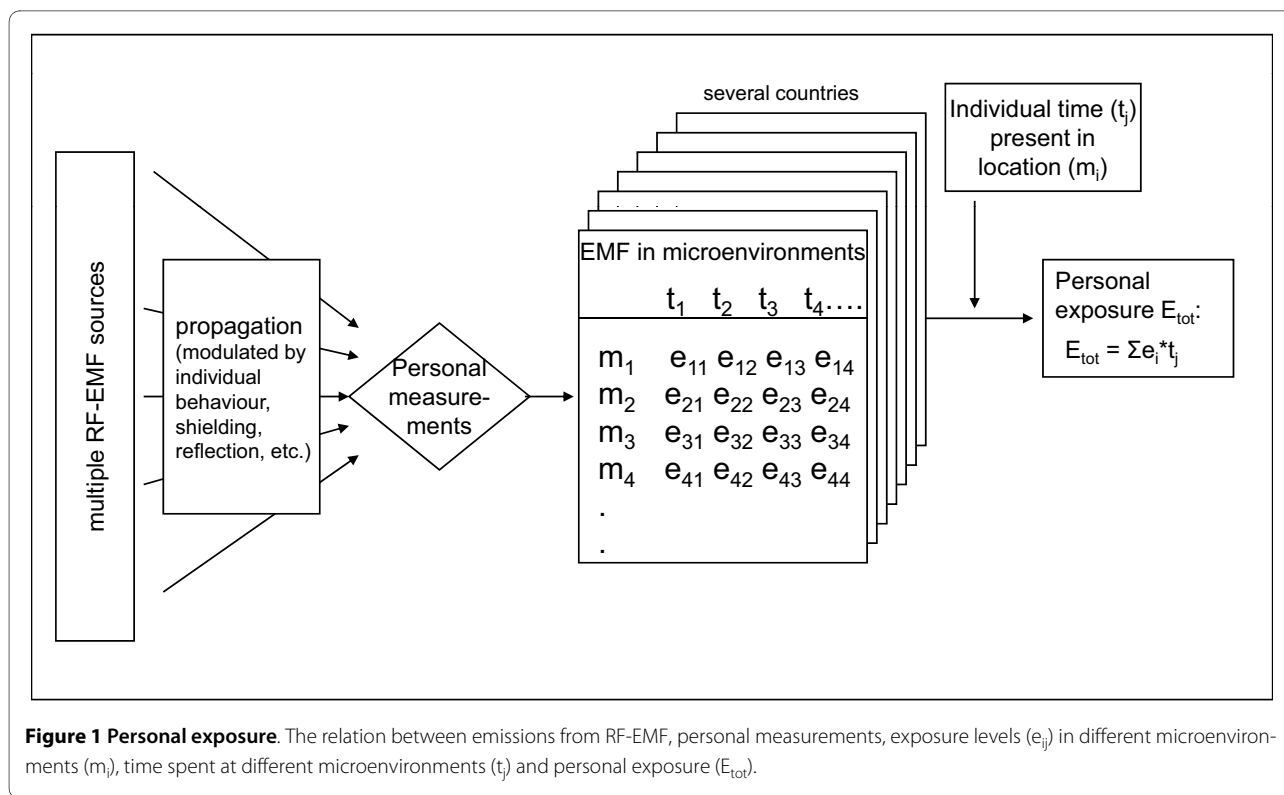 multiple RF-EMF sources
propagation
(modulated by
individual
behaviour,
shielding,
reflection, etc.)
Personal
measure-
ments
several countries
EMF in microenvironments
t1 t2 t3 t4....
m1 e11 e12 e13 e14
m2 e21 e22 e23 e24
m3 e31 e32 e33 e34
m4 e41 e42 e43 e44
.
.
Individual time (tj)
present in
location (mi)
Personal
exposure Etot:
Etot = Σei*tj
Figure 1 Personal exposure. The relation between emissions from RF-EMF, personal measurements, exposure levels (eij) in different microenviron-
ments (mi), time spent at different microenvironments (tj) and personal exposure (Etot).